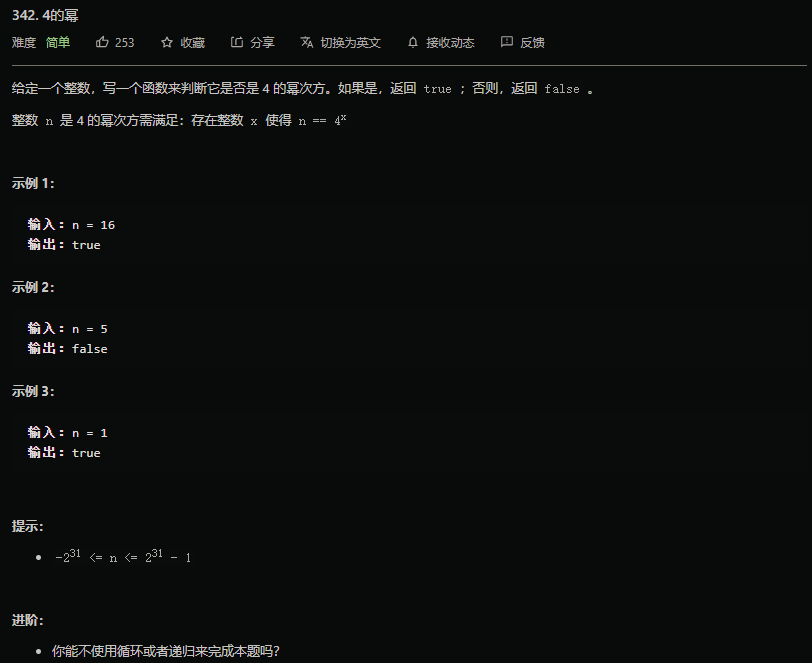 342. 4的幂
难度 简单 253 收藏 分享 切换为英文 接收动态 反馈
给定一个整数，写一个函数来判断它是否是 4 的幂次方。如果是，返回 true ；否则，返回 false 。
整数 n 是 4 的幂次方需满足：存在整数 x 使得 n == 4ˣ
示例 1：
输入：n = 16
输出：true
示例 2：
输入：n = 5
输出：false
示例 3：
输入：n = 1
输出：true
提示：
• -2³¹ <= n <= 2³¹ - 1
进阶：
• 你能不使用循环或者递归来完成本题吗？